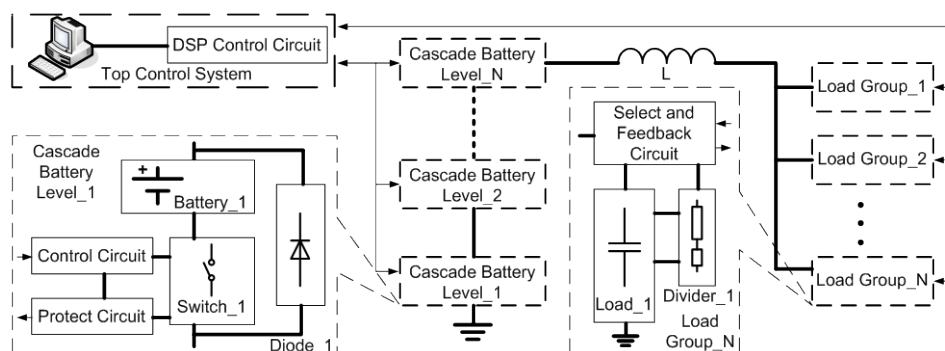 DSP Control Circuit
Top Control System
Cascade Battery
Level_N
L
Load Group_1
Select and
Feedback
Circuit
Cascade
Battery
Level_1
+
Battery_1
Cascade Battery
Level_2
Load Group_2
Control Circuit
Switch_1
Protect Circuit
Diode_1
Cascade Battery
Level_1
Load_1
Divider_1
Load
Group_N
Load Group_N